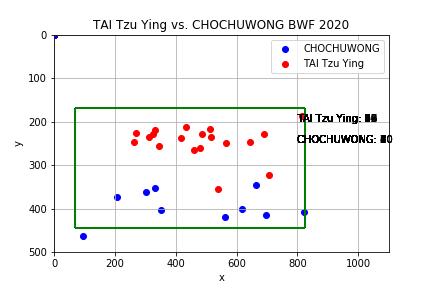 TAI Tzu Ying vs. CHOCHUWONG BWF 2020
CHOCHUWONG
TAI Tzu Ying
0
100
200
300
400
500
y
TAI Tzu Ying:
CHOCHUWONG:
0
200
400
600
800
1000
x